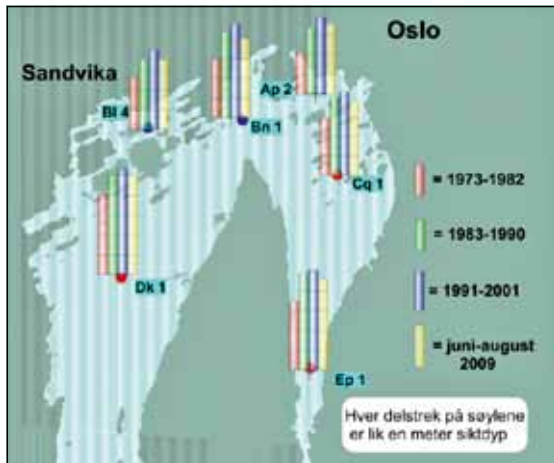 Oslo
Sandvika
Ap 2
Bl 4
Bn 1
Cq 1
= 1973-1982
= 1983-1990
Dk 1
= 1991-2001
= juni-august
2009
Ep 1
Hver delstrek på søylene
er lik en meter siktdyp